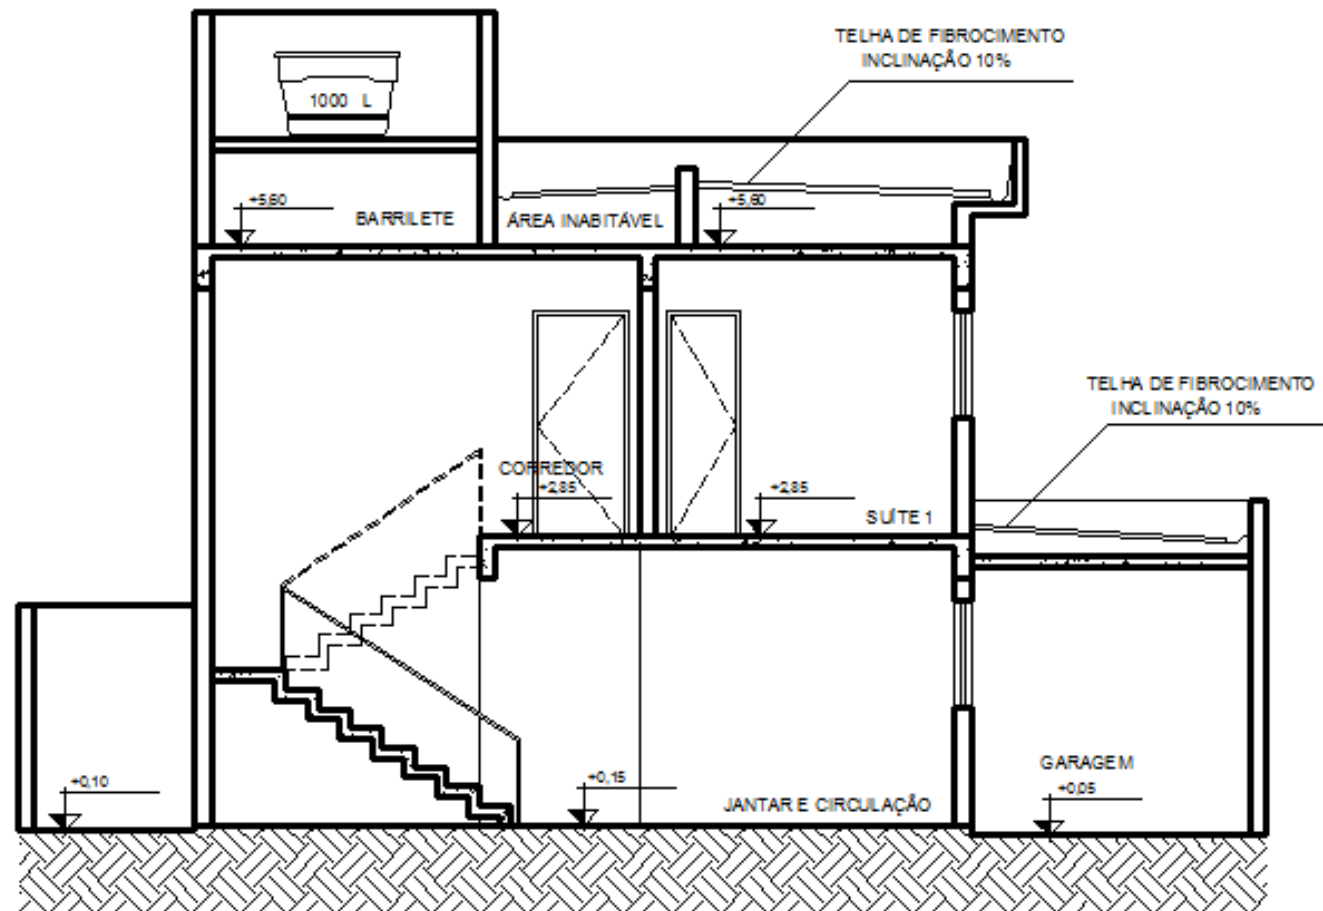 TELHA DE FIBROCIMENTO
INCLINAÇÃO 10%
1000 L
+5,60
BARRILETE
ÁREA INABITÁVEL
+5,60
TELHA DE FIBROCIMENTO
INCLINAÇÃO 10%
CORREDOR
+2,85
+2,85
SUÍTE 1
+0,10
+0,15
JANTAR E CIRCULAÇÃO
GARAGEM
+0,05